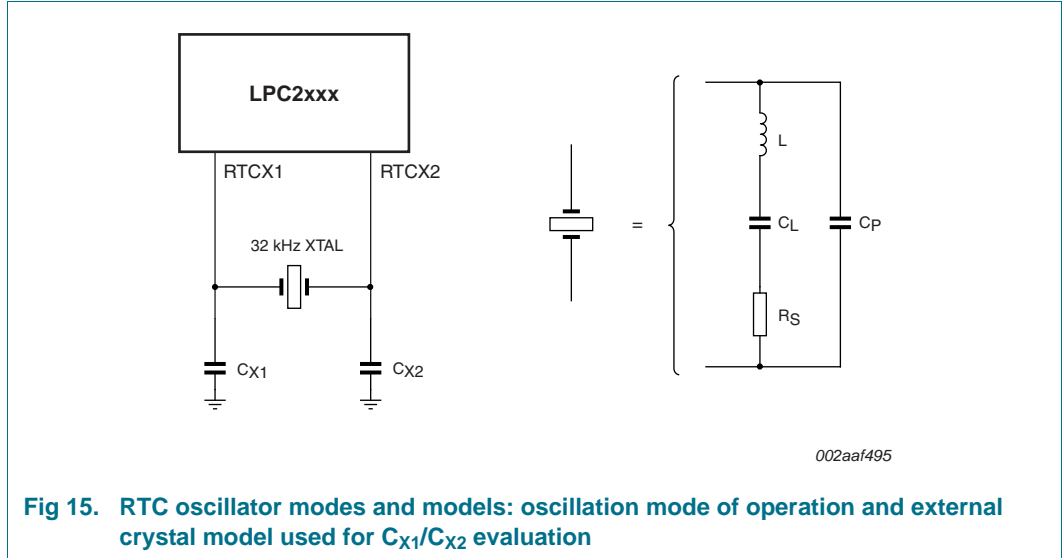 LPC2xxx
RTCX1 RTCX2
32 kHz XTAL
CX1 CX2
=
L
CL CP
RS
002aaf495
Fig 15. RTC oscillator modes and models: oscillation mode of operation and external
crystal model used for CX1/CX2 evaluation